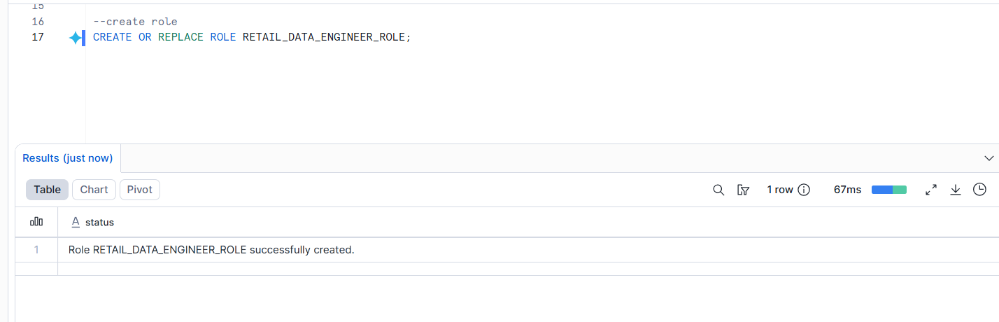 15
16 --create role
17 CREATE OR REPLACE ROLE RETAIL_DATA_ENGINEER_ROLE;
Results (just now)
Table Chart Pivot 1 row 67ms
A status
1 Role RETAIL_DATA_ENGINEER_ROLE successfully created.